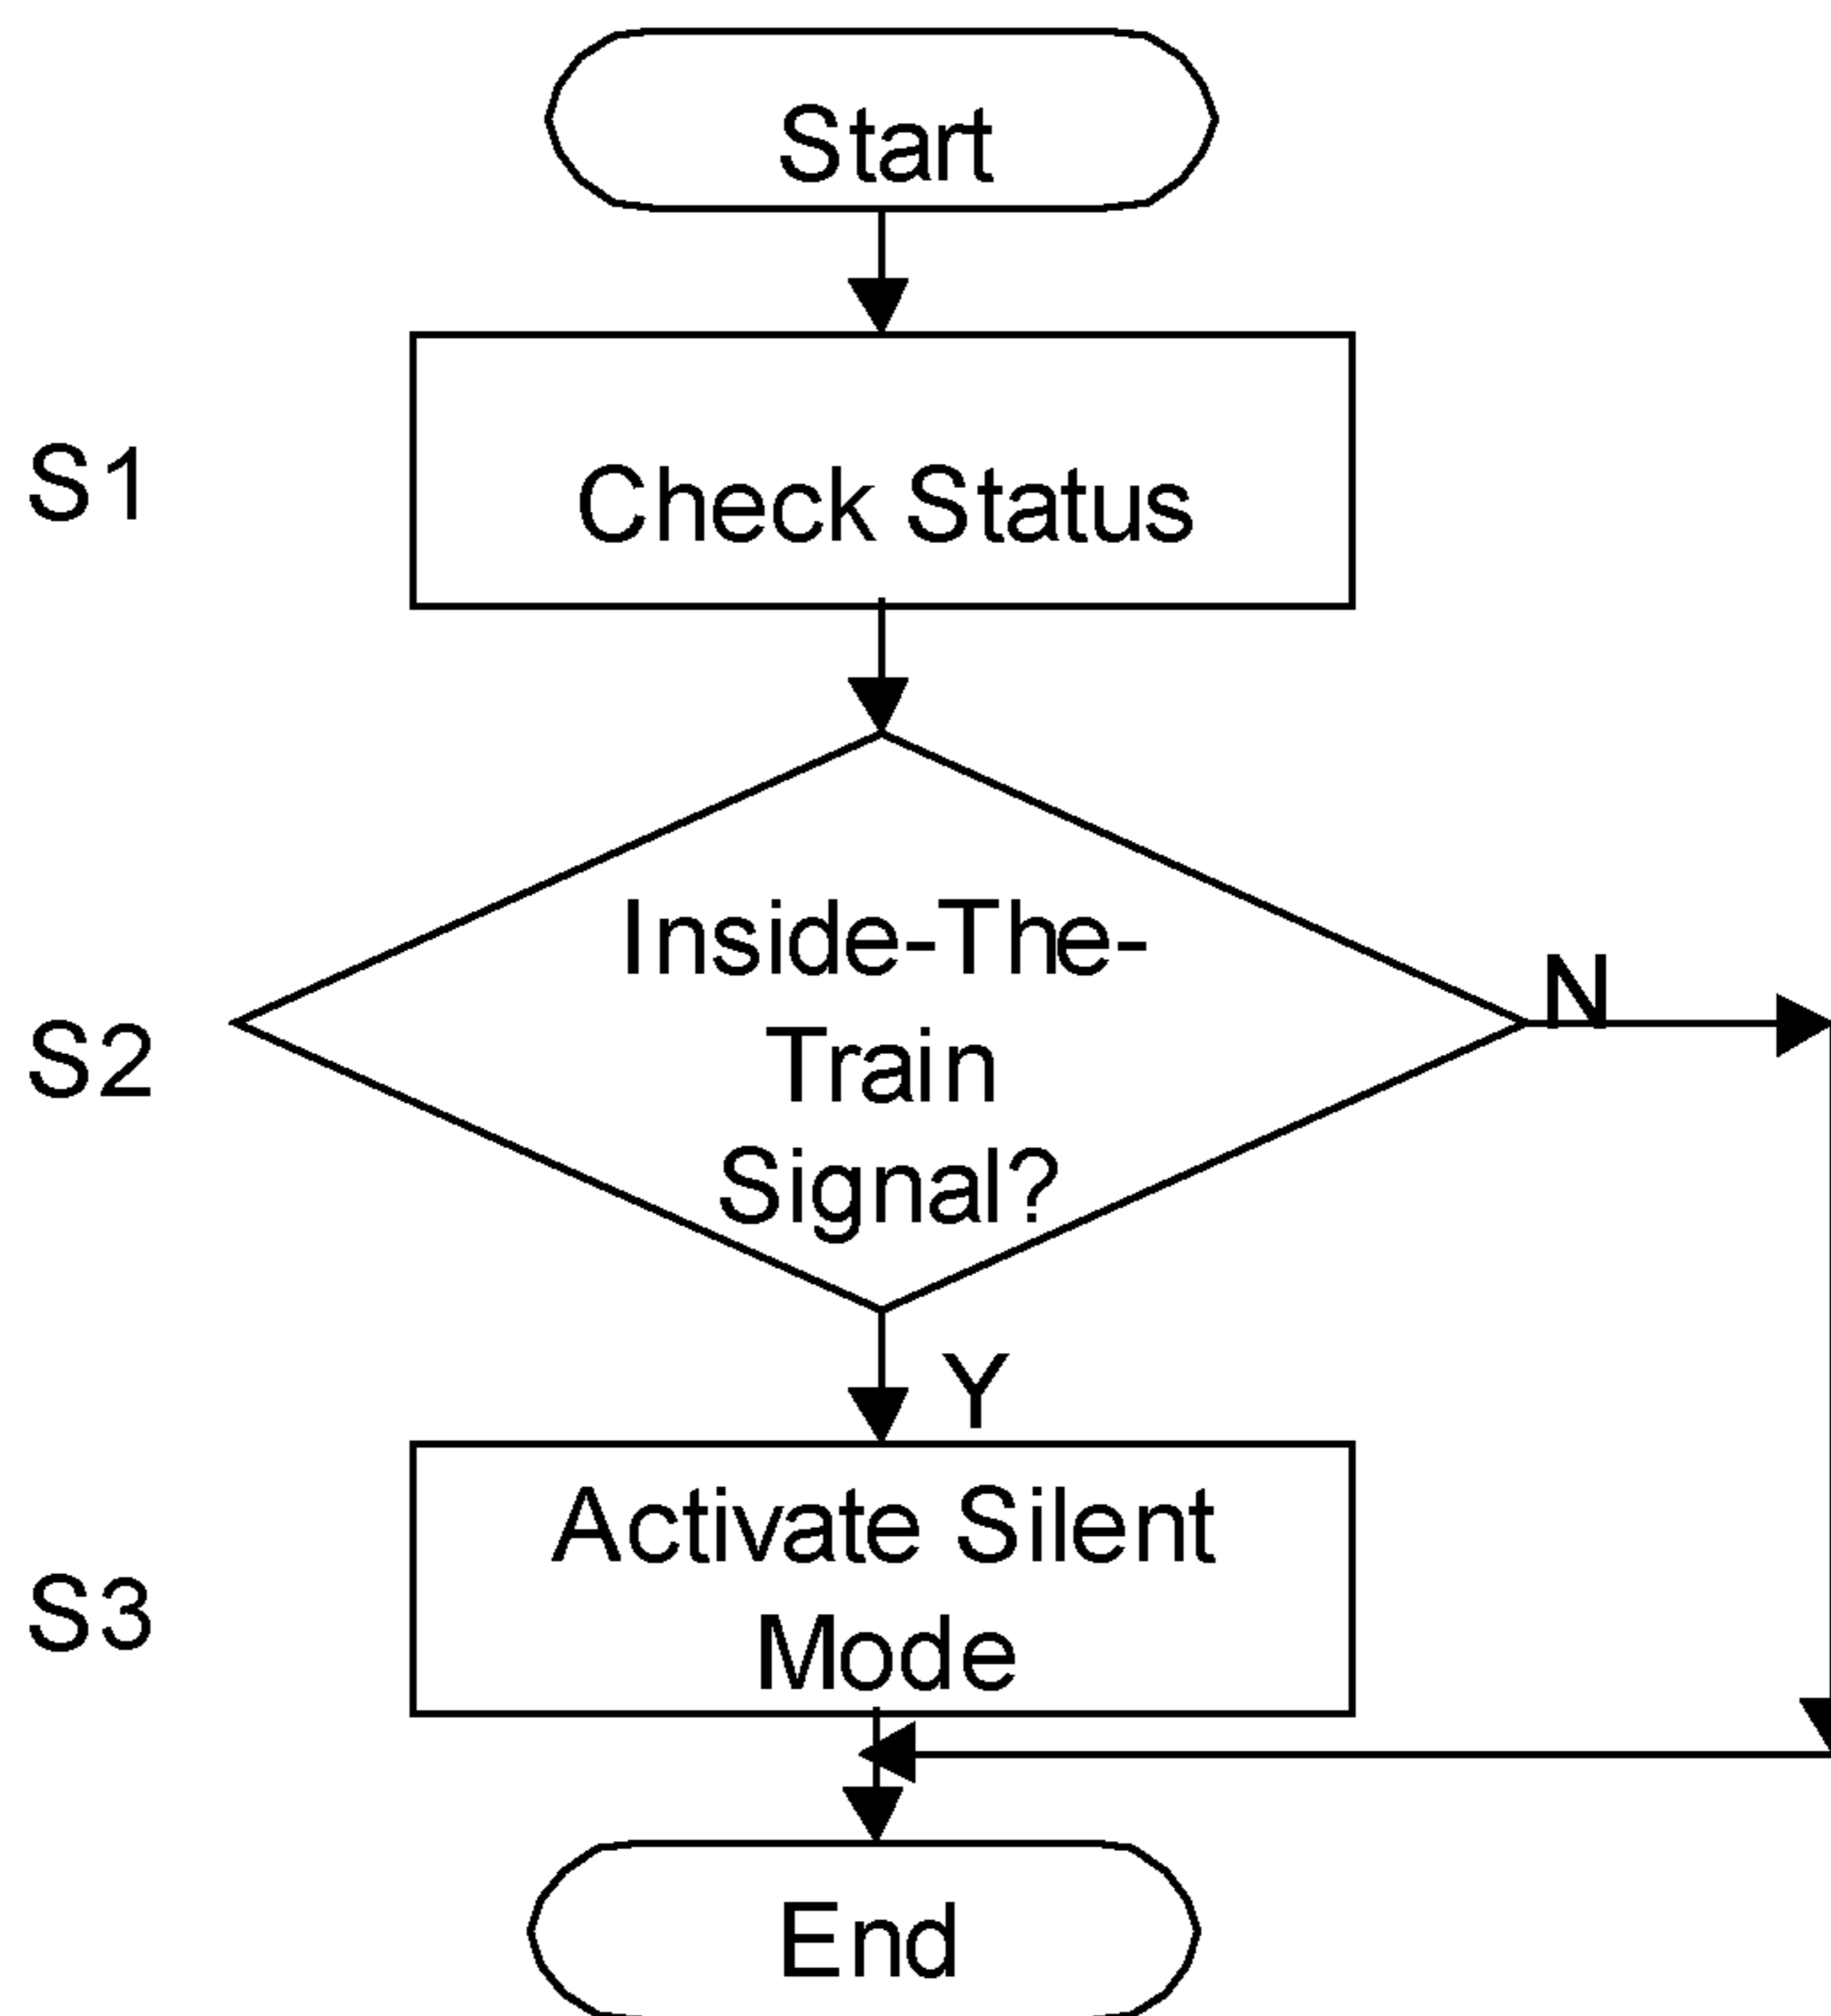 Start
S1
Check Status
Inside-The-
N
S2
Train
Signal?
Y
Activate Silent
S3
Mode
End